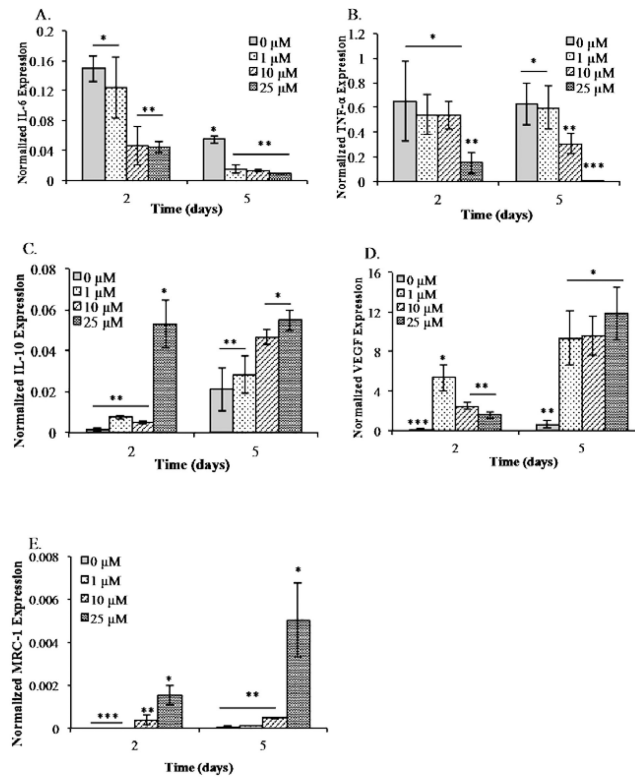 A.
Normalized IL-6 Expression
0.16
0.12
0.08
0.04
0
*
**
*
**
0 µM
1 µM
10 µM
25 µM
2
5
Time (days)
B.
Normalized TNF-α Expression
1.2
1
0.8
0.6
0.4
0.2
0
*
**
*
**
***
0 µM
1 µM
10 µM
25 µM
2
5
Time (days)
C.
Normalized IL-10 Expression
0.08
0.06
0.04
0.02
0
0 µM
1 µM
10 µM
25 µM
**
*
**
*
2
5
Time (days)
D.
Normalized VEGF Expression
16
12
8
4
0
0 µM
1 µM
10 µM
25 µM
***
*
**
**
*
2
5
Time (days)
E.
Normalized MRC-1 Expression
0.008
0.006
0.004
0.002
0
0 µM
1 µM
10 µM
25 µM
***
**
*
**
*
2
5
Time (days)